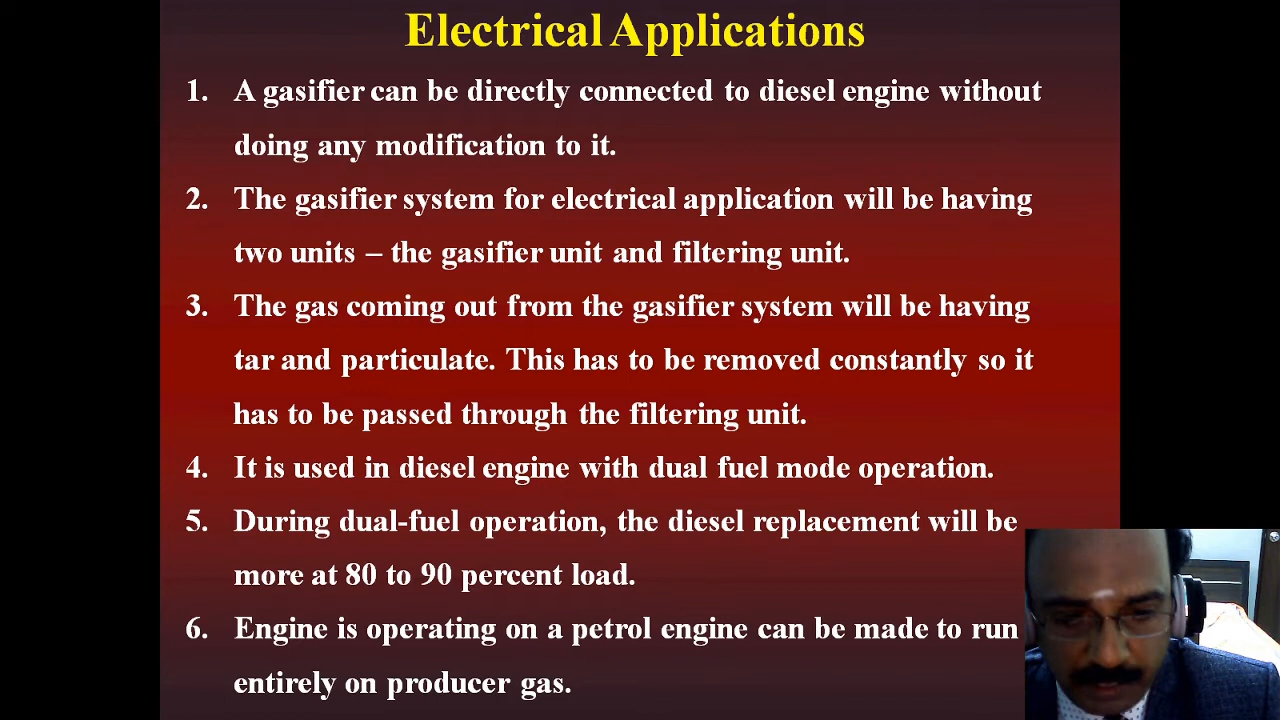 Electrical Applications
1. A gasifier can be directly connected to diesel engine without
doing any modification to it.
2. The gasifier system for electrical application will be having
two units – the gasifier unit and filtering unit.
3. The gas coming out from the gasifier system will be having
tar and particulate. This has to be removed constantly so it
has to be passed through the filtering unit.
4. It is used in diesel engine with dual fuel mode operation.
5. During dual-fuel operation, the diesel replacement will be
more at 80 to 90 percent load.
6. Engine is operating on a petrol engine can be made to run
entirely on producer gas.